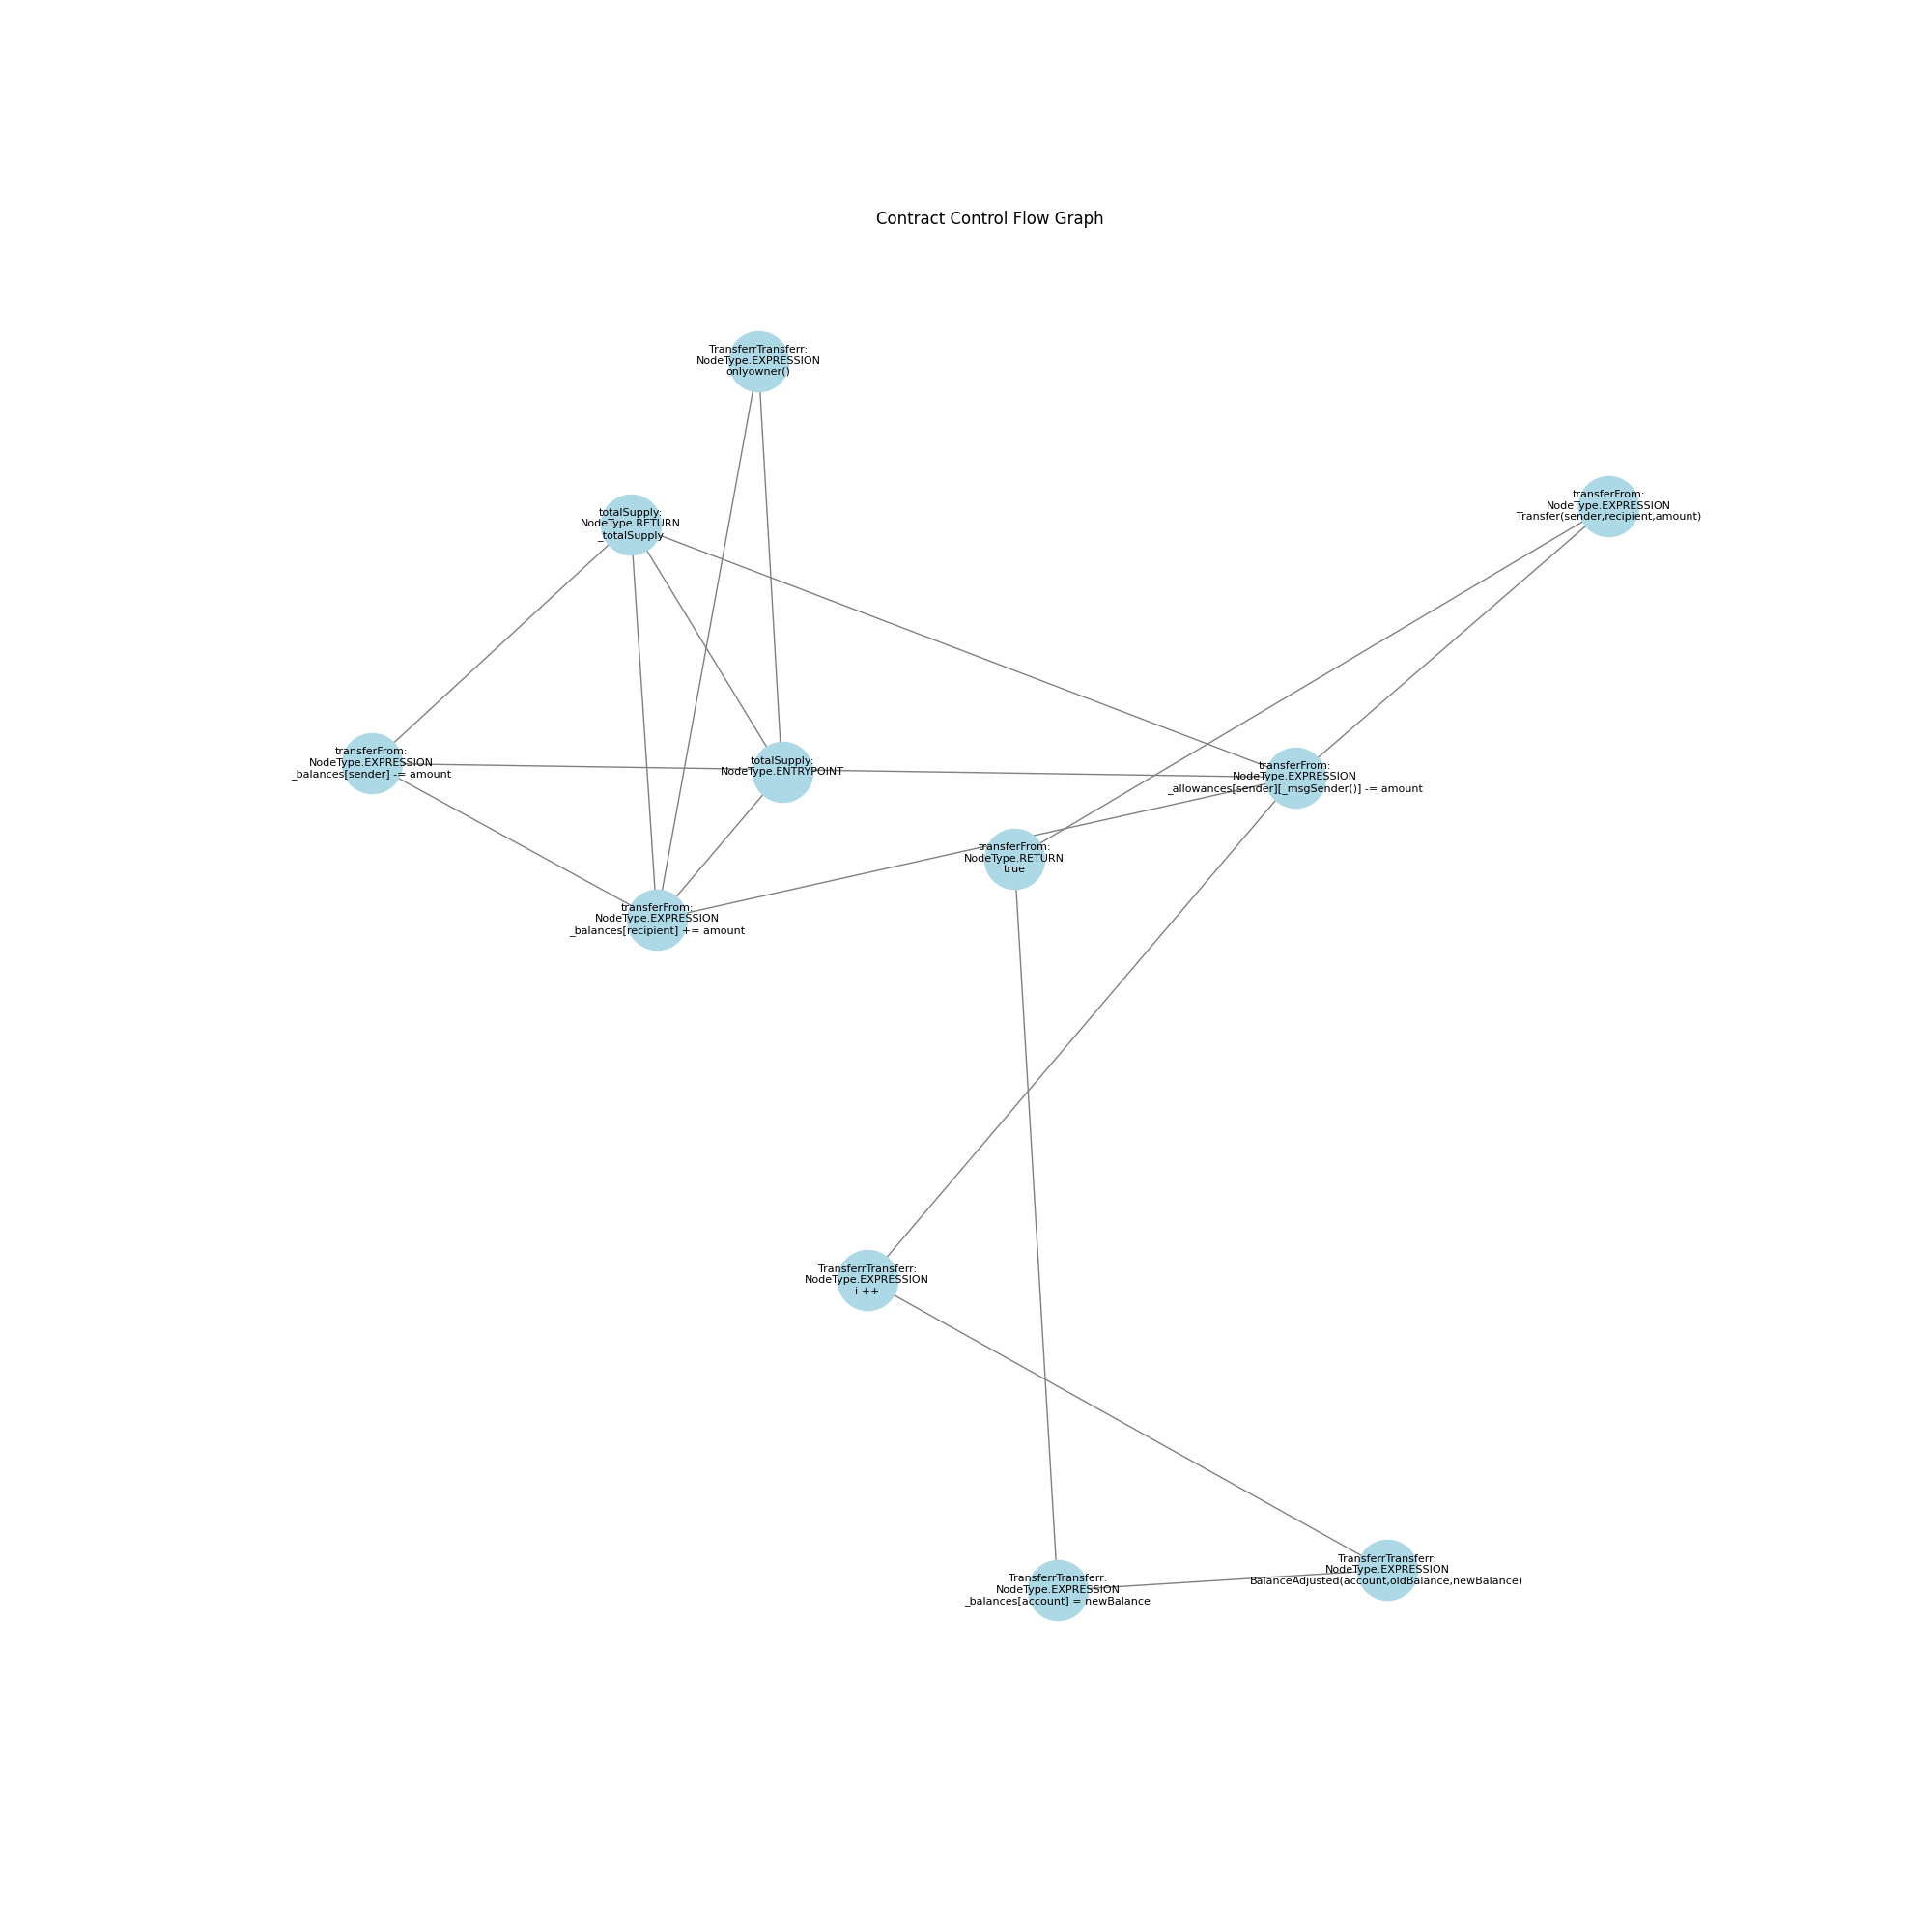 Contract Control Flow Graph
TransferrTransferr:
NodeType.EXPRESSION
onlyowner()
transferFrom:
NodeType.EXPRESSION
Transfer(sender,recipient,amount)
totalSupply:
NodeType.RETURN
_totalSupply
transferFrom:
NodeType.EXPRESSION
_balances[sender] -= amount
totalSupply:
NodeType.ENTRYPOINT
transferFrom:
NodeType.EXPRESSION
_allowances[sender][_msgSender()] -= amount
transferFrom:
NodeType.RETURN
true
transferFrom:
NodeType.EXPRESSION
_balances[recipient] += amount
TransferrTransferr:
NodeType.EXPRESSION
i ++
TransferrTransferr:
NodeType.EXPRESSION
BalanceAdjusted(account,oldBalance,newBalance)
TransferrTransferr:
NodeType.EXPRESSION
_balances[account] = newBalance